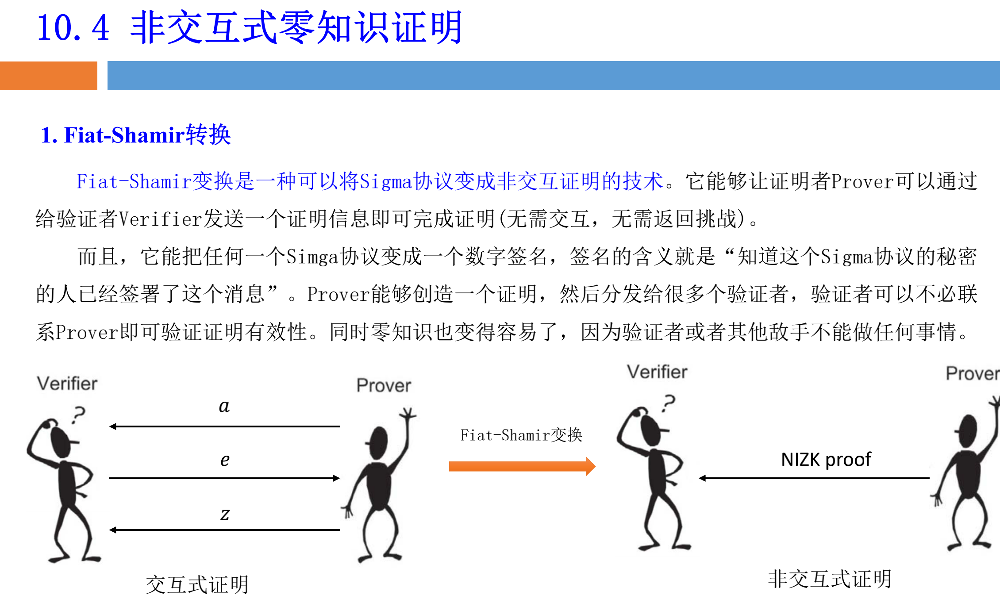 10.4 非交互式零知识证明
1. Fiat-Shamir转换
Fiat-Shamir变换是一种可以将Sigma协议变成非交互证明的技术。它能够让证明者Prover可以通过
给验证者Verifier发送一个证明信息即可完成证明(无需交互，无需返回挑战)。
而且，它能把任何一个Simga协议变成一个数字签名，签名的含义就是“知道这个Sigma协议的秘密
的人已经签署了这个消息”。Prover能够创造一个证明，然后分发给很多个验证者，验证者可以不必联
系Prover即可验证证明有效性。同时零知识也变得容易了，因为验证者或者其他敌手不能做任何事情。
Verifier
Prover
?
a
e
z
交互式证明
Fiat-Shamir变换
Verifier
Prover
?
NIZK proof
非交互式证明